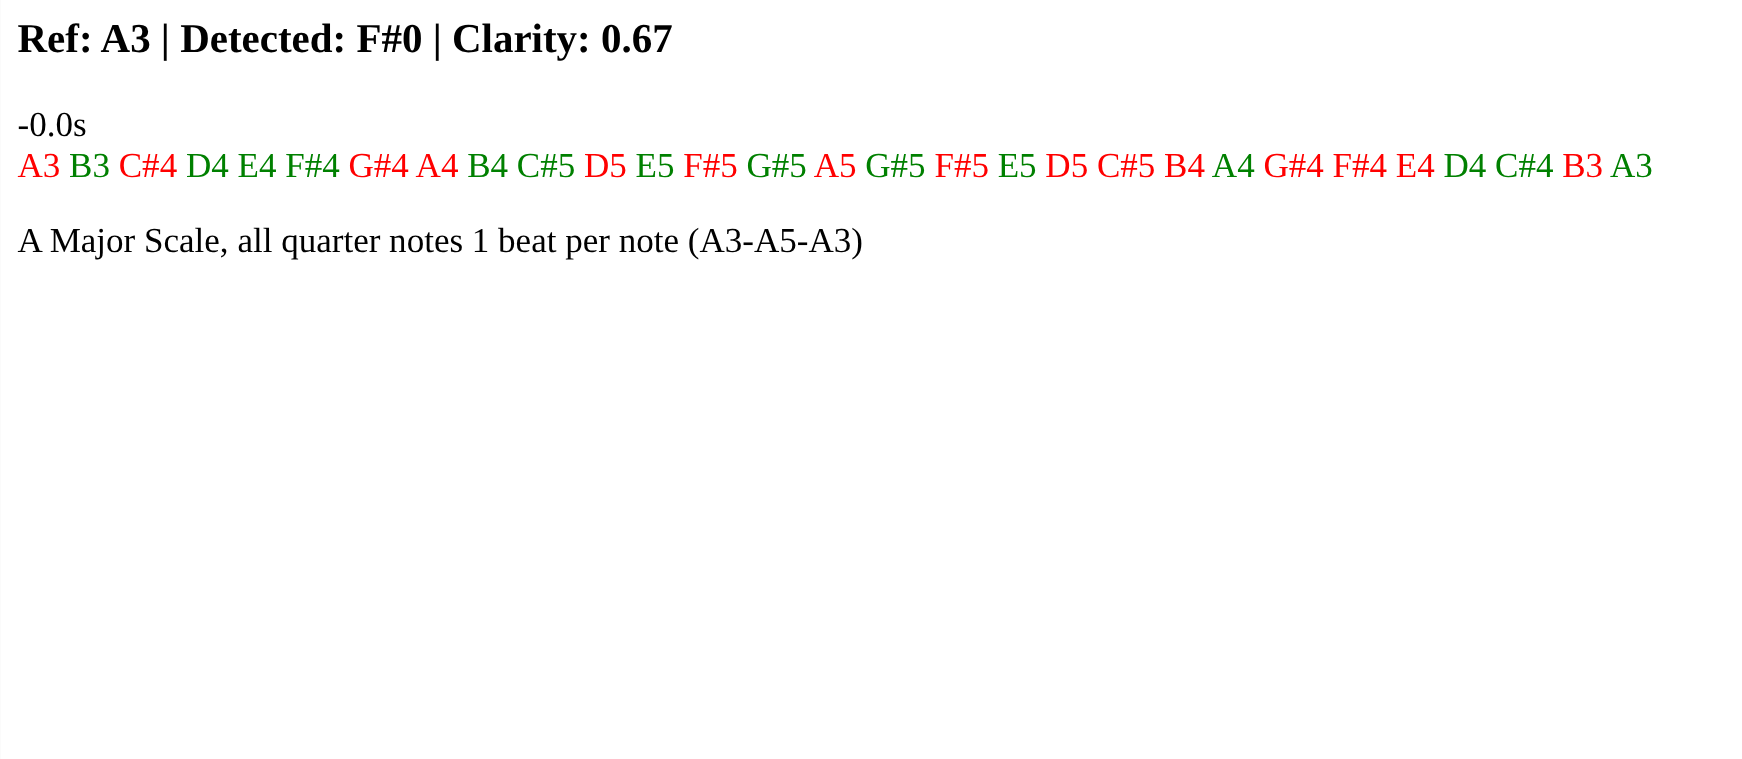 Ref: A3 | Detected: F#0 | Clarity: 0.67
-0.0s
A3 B3 C#4 D4 E4 F#4 G#4 A4 B4 C#5 D5 E5 F#5 G#5 A5 G#5 F#5 E5 D5 C#5 B4 A4 G#4 F#4 E4 D4 C#4 B3 A3
A Major Scale, all quarter notes 1 beat per note (A3-A5-A3)